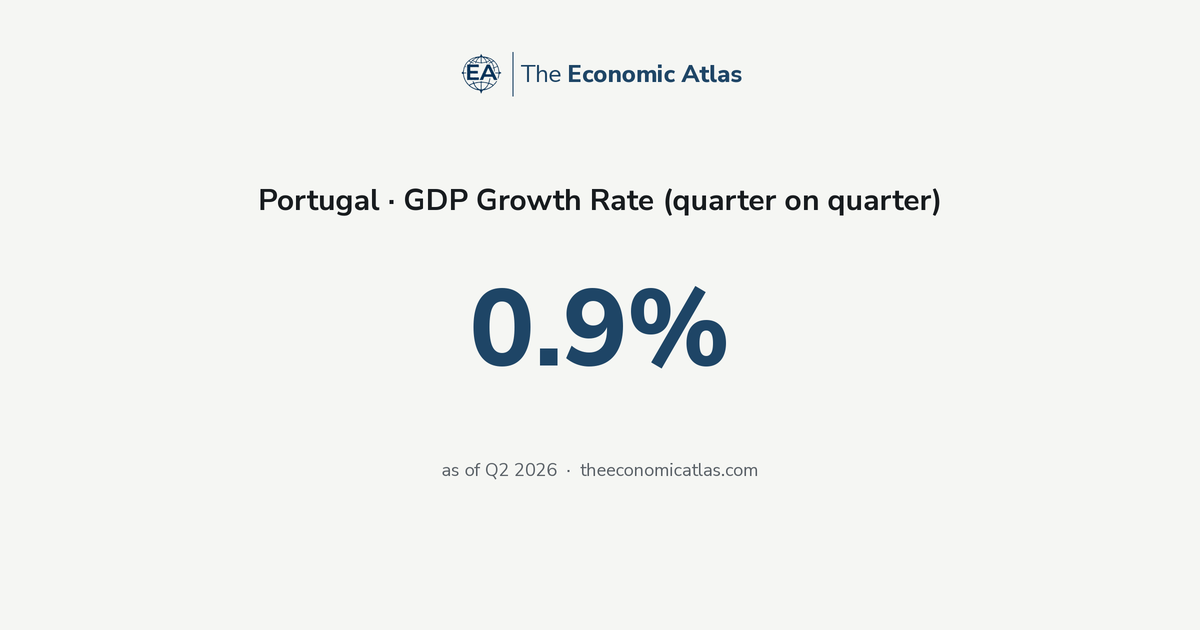 EA The Economic Atlas
Portugal · GDP Growth Rate (quarter on quarter)
0.9%
as of Q2 2026 · theeconomicatlas.com